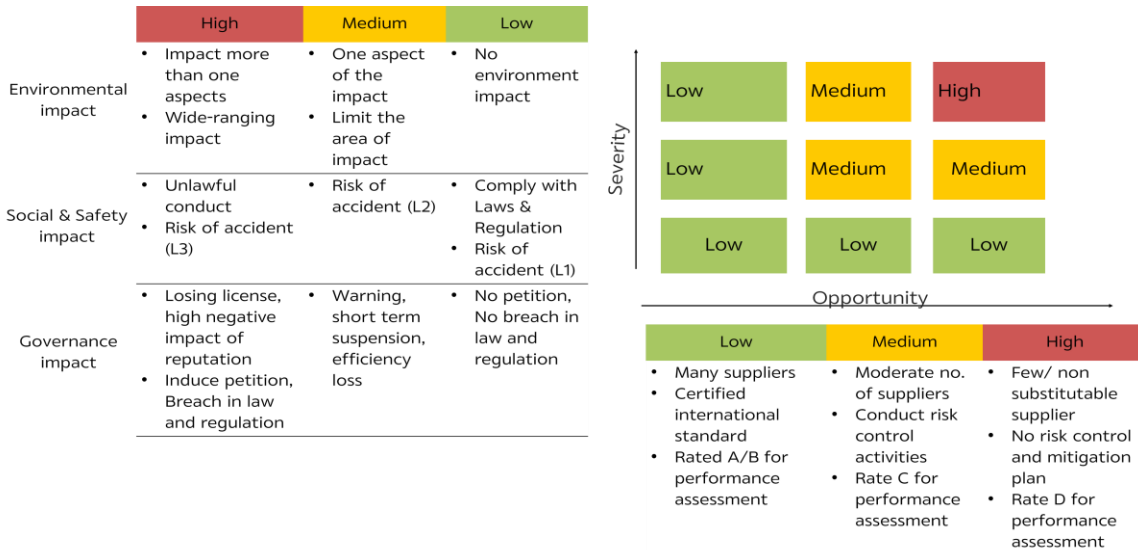 High
Medium
Low
Environmental
impact
• Impact more
than one
aspects
• Wide-ranging
impact
• One aspect
of the
impact
• Limit the
area of
impact
• No
environment
impact
Social & Safety
impact
• Unlawful
conduct
• Risk of accident
(L3)
• Risk of
accident (L2)
• Comply with
Laws &
Regulation
• Risk of
accident (L1)
Governance
impact
• Losing license,
high negative
impact of
reputation
• Induce petition,
Breach in law
and regulation
• Warning,
short term
suspension,
efficiency
loss
• No petition,
No breach in
law and
regulation
Severity
Low
Medium
High
Low
Medium
Medium
Low
Low
Low
Opportunity
Low
Medium
High
• Many suppliers
• Certified
international
standard
• Rated A/B for
performance
assessment
• Moderate no.
of suppliers
• Conduct risk
control
activities
• Rate C for
performance
assessment
• Few/ non
substitutable
supplier
• No risk control
and mitigation
plan
• Rate D for
performance
assessment